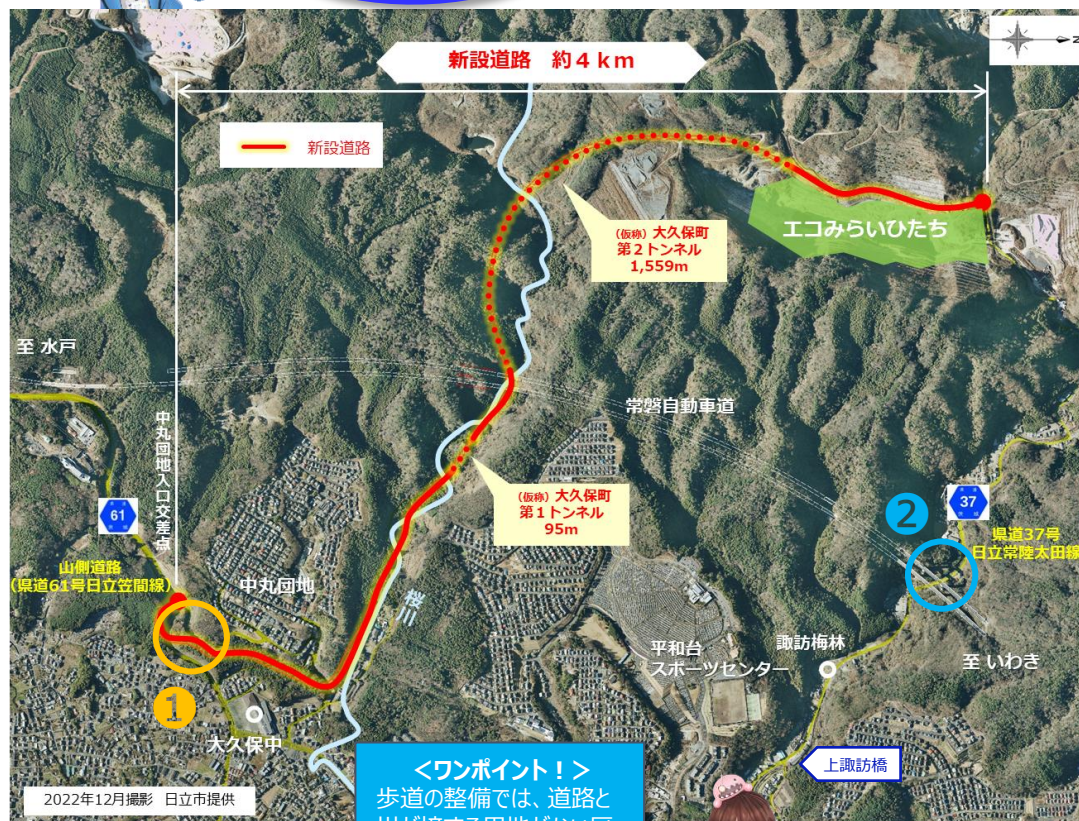 新設道路　約４ｋｍ
N
新設道路
(仮称) 大久保町
第２トンネル
1,559m
エコみらいひたち
至 水戸
常磐自動車道
中丸団地入口交差点
61
(仮称) 大久保町
第１トンネル
95m
2
37
県道37号
日立常陸太田線
山側道路
(県道61号日立笠間線)
中丸団地
桜川
平和台
スポーツセンター
諏訪梅林
至 いわき
1
大久保中
上諏訪橋
＜ワンポイント！＞
歩道の整備では、道路と
2022年12月撮影　日立市提供